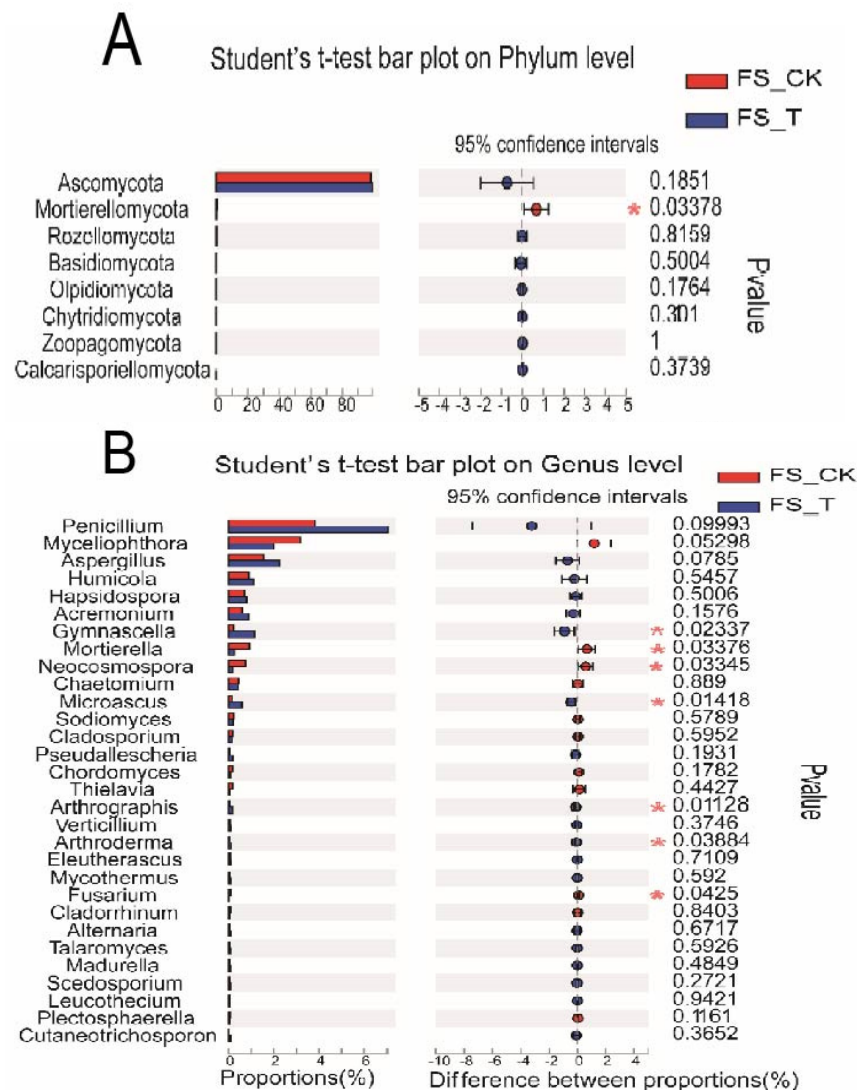 A
Student's t-test bar plot on Phylum level
FS_CK
FS_T
95% confidence intervals
Ascomycota 0.1851
Mortierellomycota * 0.03378
Rozellomycota 0.8159
Basidiomycota 0.5004
Olpidiomycota 0.1764
Chytridiomycota 0.301
Zoopagomycota 1
Calcarisporiellomycota 0.3739
Pvalue
0 20 40 60 80 -5 -4 -3 -2 -1 0 1 2 3 4 5
B
Student's t-test bar plot on Genus level
FS_CK
FS_T
95% confidence intervals
Penicillium 0.09993
Myceliophthora 0.05298
Aspergillus 0.0785
Humicola 0.5457
Hapsidospora 0.5006
Acremonium 0.1576
Gymnascella * 0.02337
Mortierella * 0.03376
Neocosmospora * 0.03345
Chaetomium 0.889
Microascus * 0.01418
Sodiomyces 0.5789
Cladosporium 0.5952
Pseudallescheria 0.1931
Chordomyces 0.1782
Thielavia 0.4427
Arthrographis * 0.01128
Verticillium 0.3746
Arthroderma * 0.03884
Eleutherascus 0.7109
Mycothermus 0.592
Fusarium * 0.0425
Cladorrhinum 0.8403
Alternaria 0.6717
Talaromyces 0.5926
Madurella 0.4849
Scedosporium 0.2721
Leucothecium 0.9421
Plectosphaerella 0.1161
Cutaneotrichosporon 0.3652
Pvalue
0 2 4 6 -10 -8 -6 -4 -2 0 2 4
Proportions(%) Difference between proportions(%)